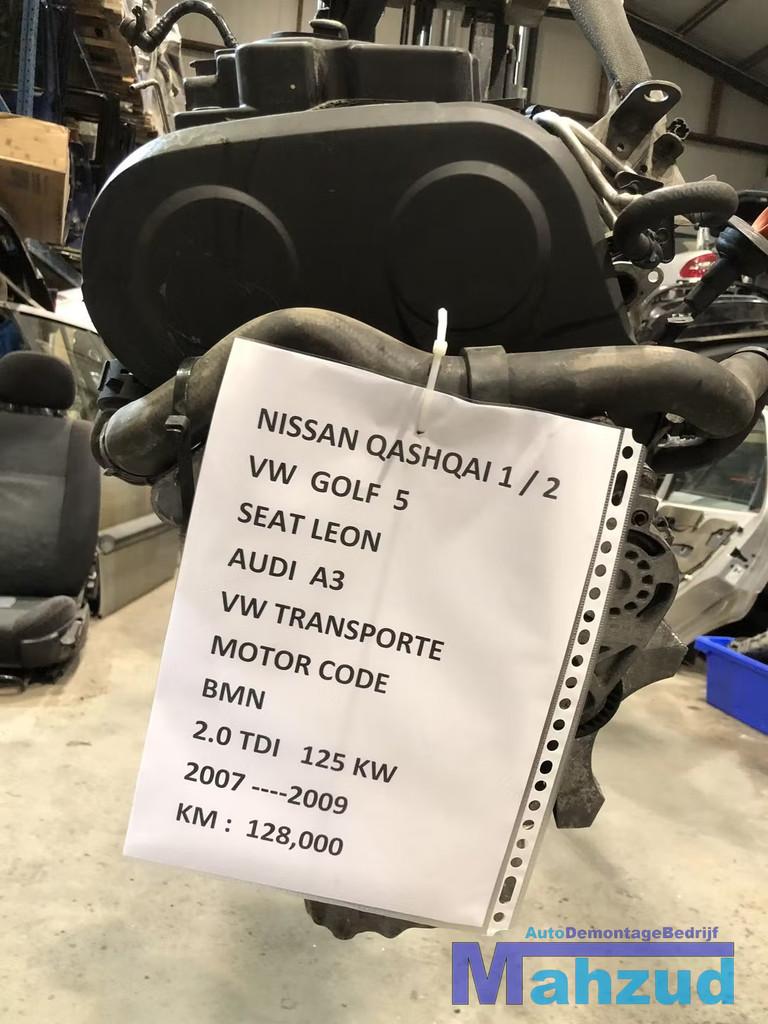 NISSAN QASHQAI 1 / 2
VW GOLF 5
SEAT LEON
AUDI A3
VW TRANSPORTE
MOTOR CODE
BMN
2.0 TDI 125 KW
2007 ----2009
KM : 128,000
AutoDemontageBedrijf
Mahzud